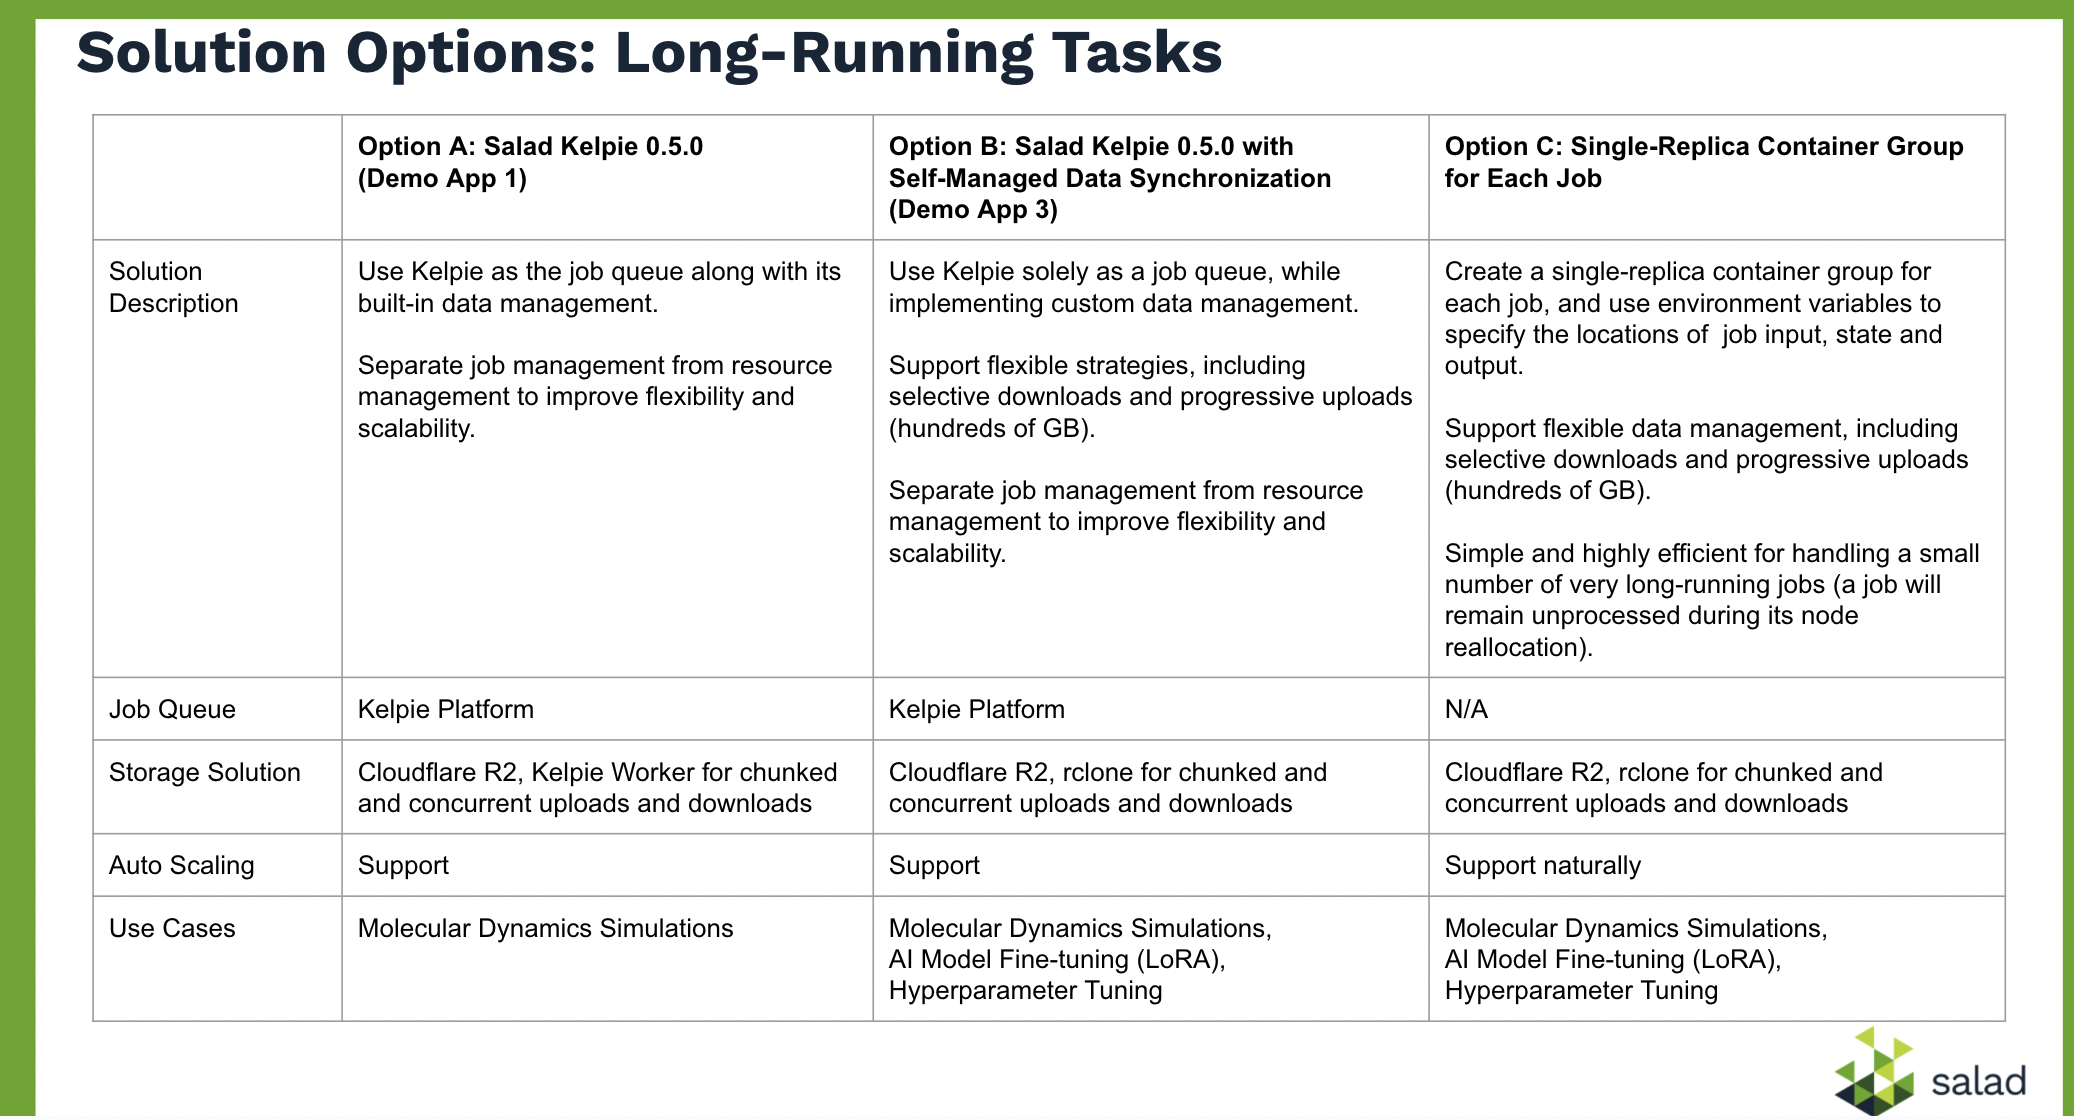 Solution Options: Long-Running Tasks
Option A: Salad Kelpie 0.5.0
(Demo App 1)
Option B: Salad Kelpie 0.5.0 with
Self-Managed Data Synchronization
(Demo App 3)
Option C: Single-Replica Container Group
for Each Job
Solution
Description
Use Kelpie as the job queue along with its
built-in data management.
Separate job management from resource
management to improve flexibility and
scalability.
Use Kelpie solely as a job queue, while
implementing custom data management.
Support flexible strategies, including
selective downloads and progressive uploads
(hundreds of GB).
Separate job management from resource
management to improve flexibility and
scalability.
Create a single-replica container group for
each job, and use environment variables to
specify the locations of  job input, state and
output.
Support flexible data management, including
selective downloads and progressive uploads
(hundreds of GB).
Simple and highly efficient for handling a small
number of very long-running jobs (a job will
remain unprocessed during its node
reallocation).
Job Queue
Kelpie Platform
Kelpie Platform
N/A
Storage Solution
Cloudflare R2, Kelpie Worker for chunked
and concurrent uploads and downloads
Cloudflare R2, rclone for chunked and
concurrent uploads and downloads
Cloudflare R2, rclone for chunked and
concurrent uploads and downloads
Auto Scaling
Support
Support
Support naturally
Use Cases
Molecular Dynamics Simulations
Molecular Dynamics Simulations,
AI Model Fine-tuning (LoRA),
Hyperparameter Tuning
Molecular Dynamics Simulations,
AI Model Fine-tuning (LoRA),
Hyperparameter Tuning
salad